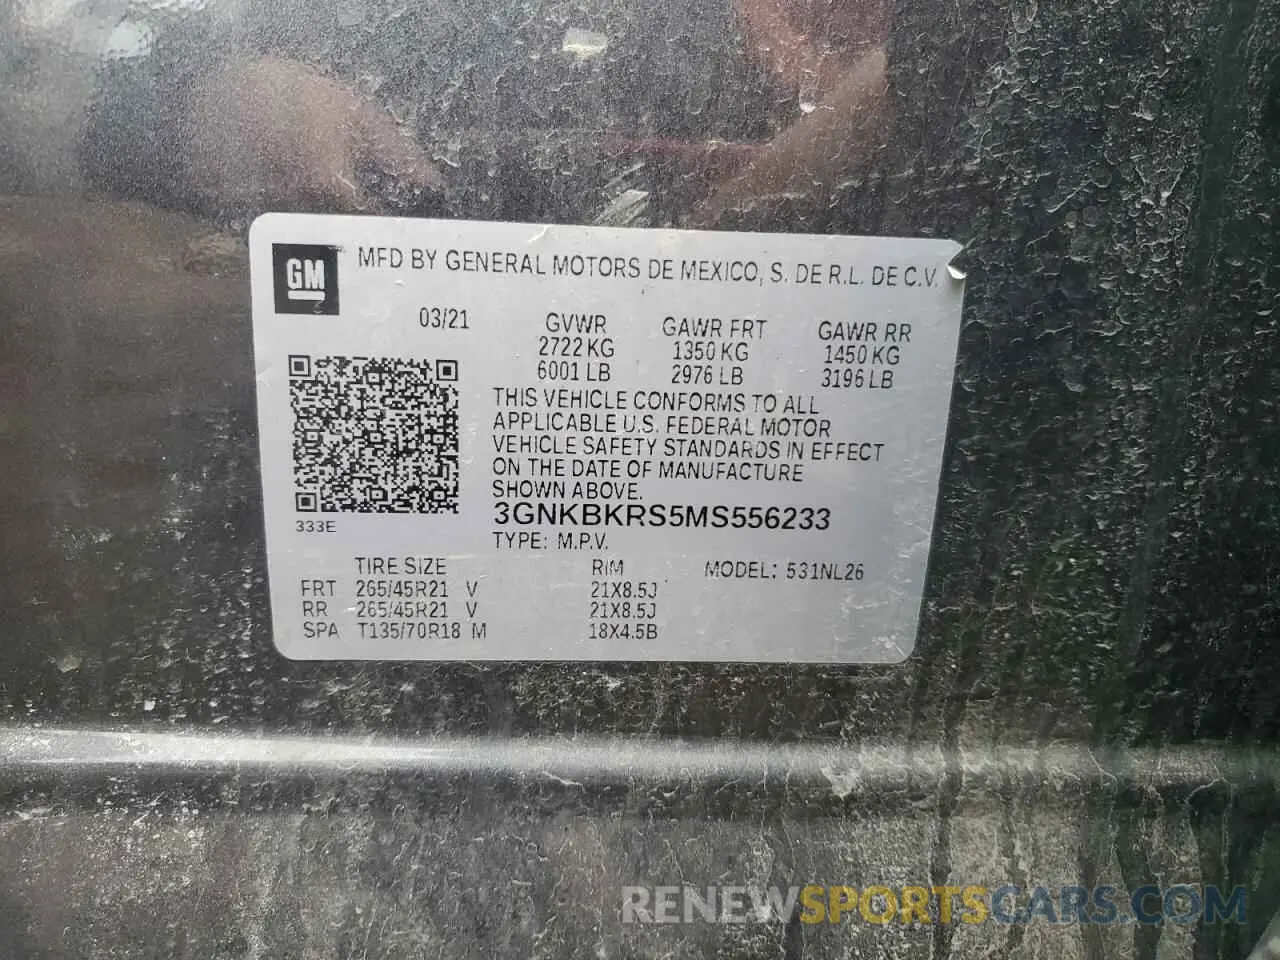 GM
MFD BY GENERAL MOTORS DE MEXICO, S. DE R.L. DE C.V.
03/21
GVWR GAWR FRT GAWR RR
2722 KG 1350 KG 1450 KG
6001 LB 2976 LB 3196 LB
THIS VEHICLE CONFORMS TO ALL
APPLICABLE U.S. FEDERAL MOTOR
VEHICLE SAFETY STANDARDS IN EFFECT
ON THE DATE OF MANUFACTURE
SHOWN ABOVE.
333E
3GNKBKRS5MS556233
TYPE: M.P.V.
TIRE SIZE RIM MODEL: 531NL26
FRT 265/45R21 V 21X8.5J
RR 265/45R21 V 21X8.5J
SPA T135/70R18 M 18X4.5B
RENEWSPORTSCARS.COM